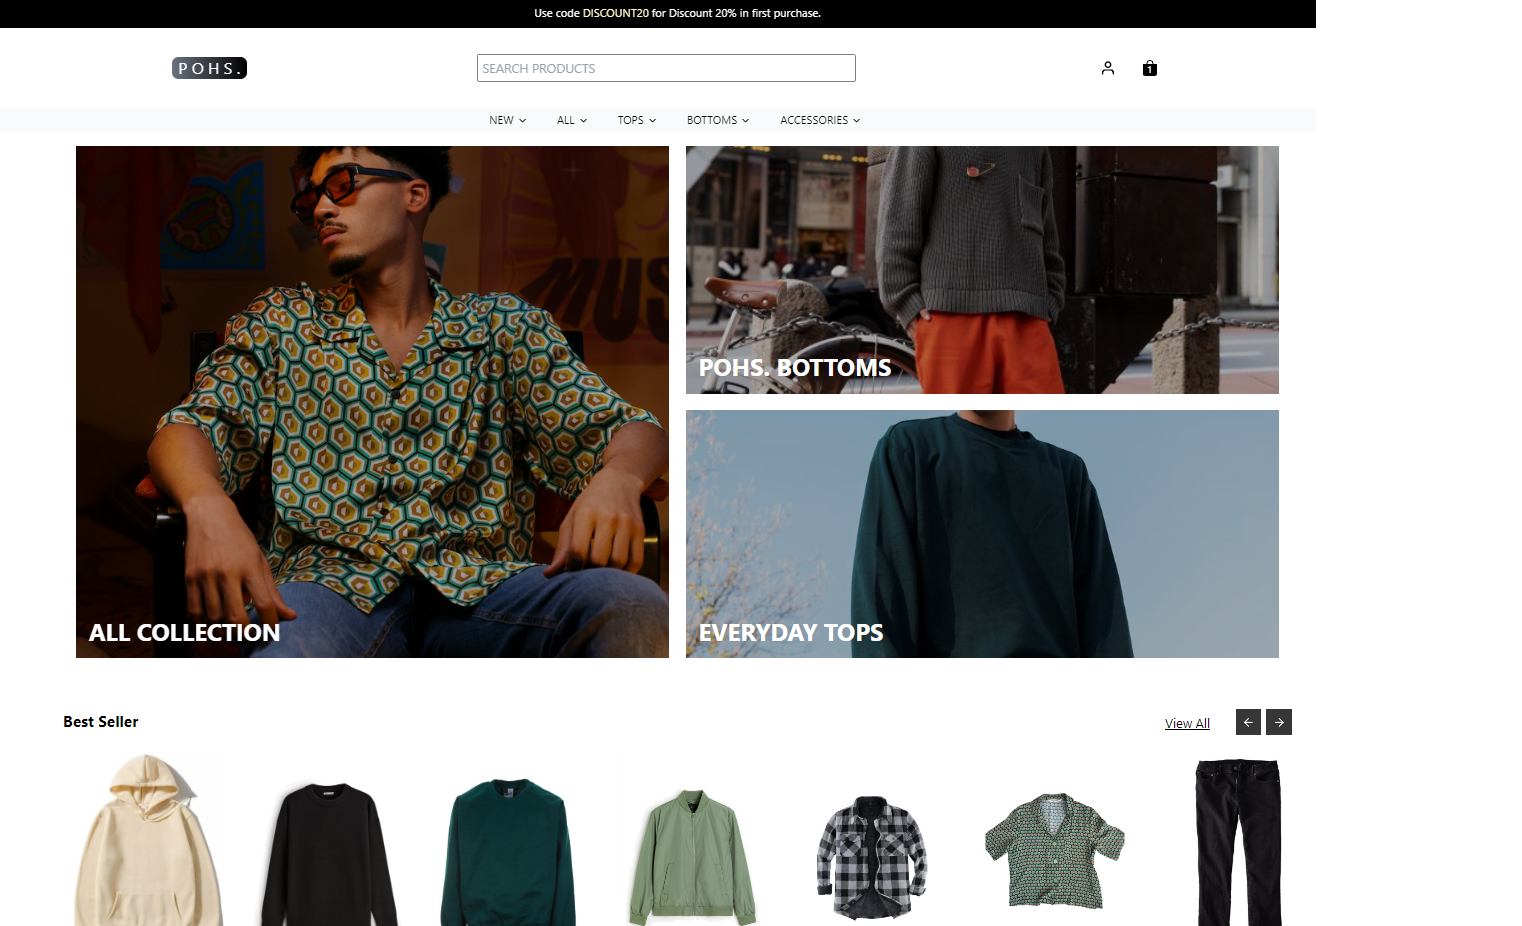 Use code DISCOUNT20 for Discount 20% in first purchase.
POHS.
SEARCH PRODUCTS
1
NEW
ALL
TOPS
BOTTOMS
ACCESSORIES
MUS
ALL COLLECTION
POHS. BOTTOMS
EVERYDAY TOPS
Best Seller
View All